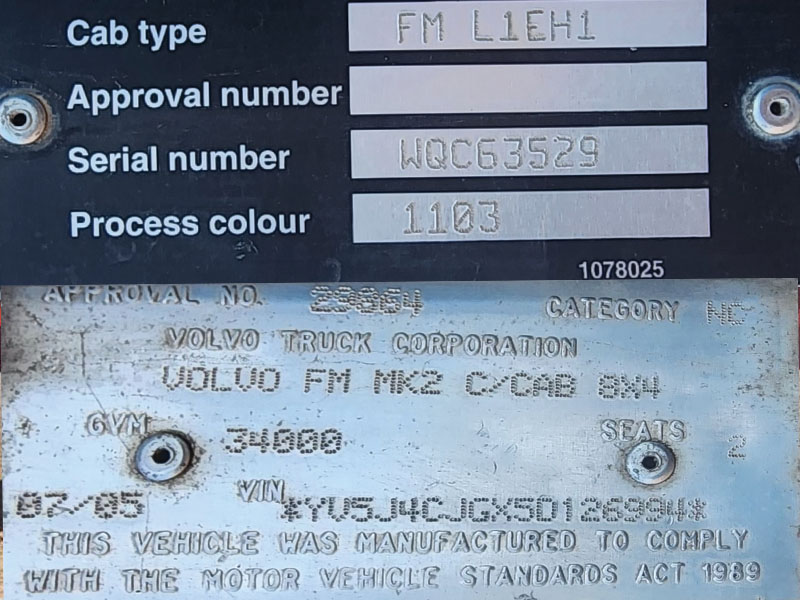 Cab type FM L1EH1
Approval number
Serial number WQC63529
Process colour 1103
1078025
APPROVAL NO. 29864 CATEGORY NC
VOLVO TRUCK CORPORATION
VOLVO FM MK2 C/CAB 8X4
GVM 34000 SEATS 2
02/05 VIN *YV5J4CJGX5D126994*
THIS VEHICLE WAS MANUFACTURED TO COMPLY
WITH THE MOTOR VEHICLE STANDARDS ACT 1989